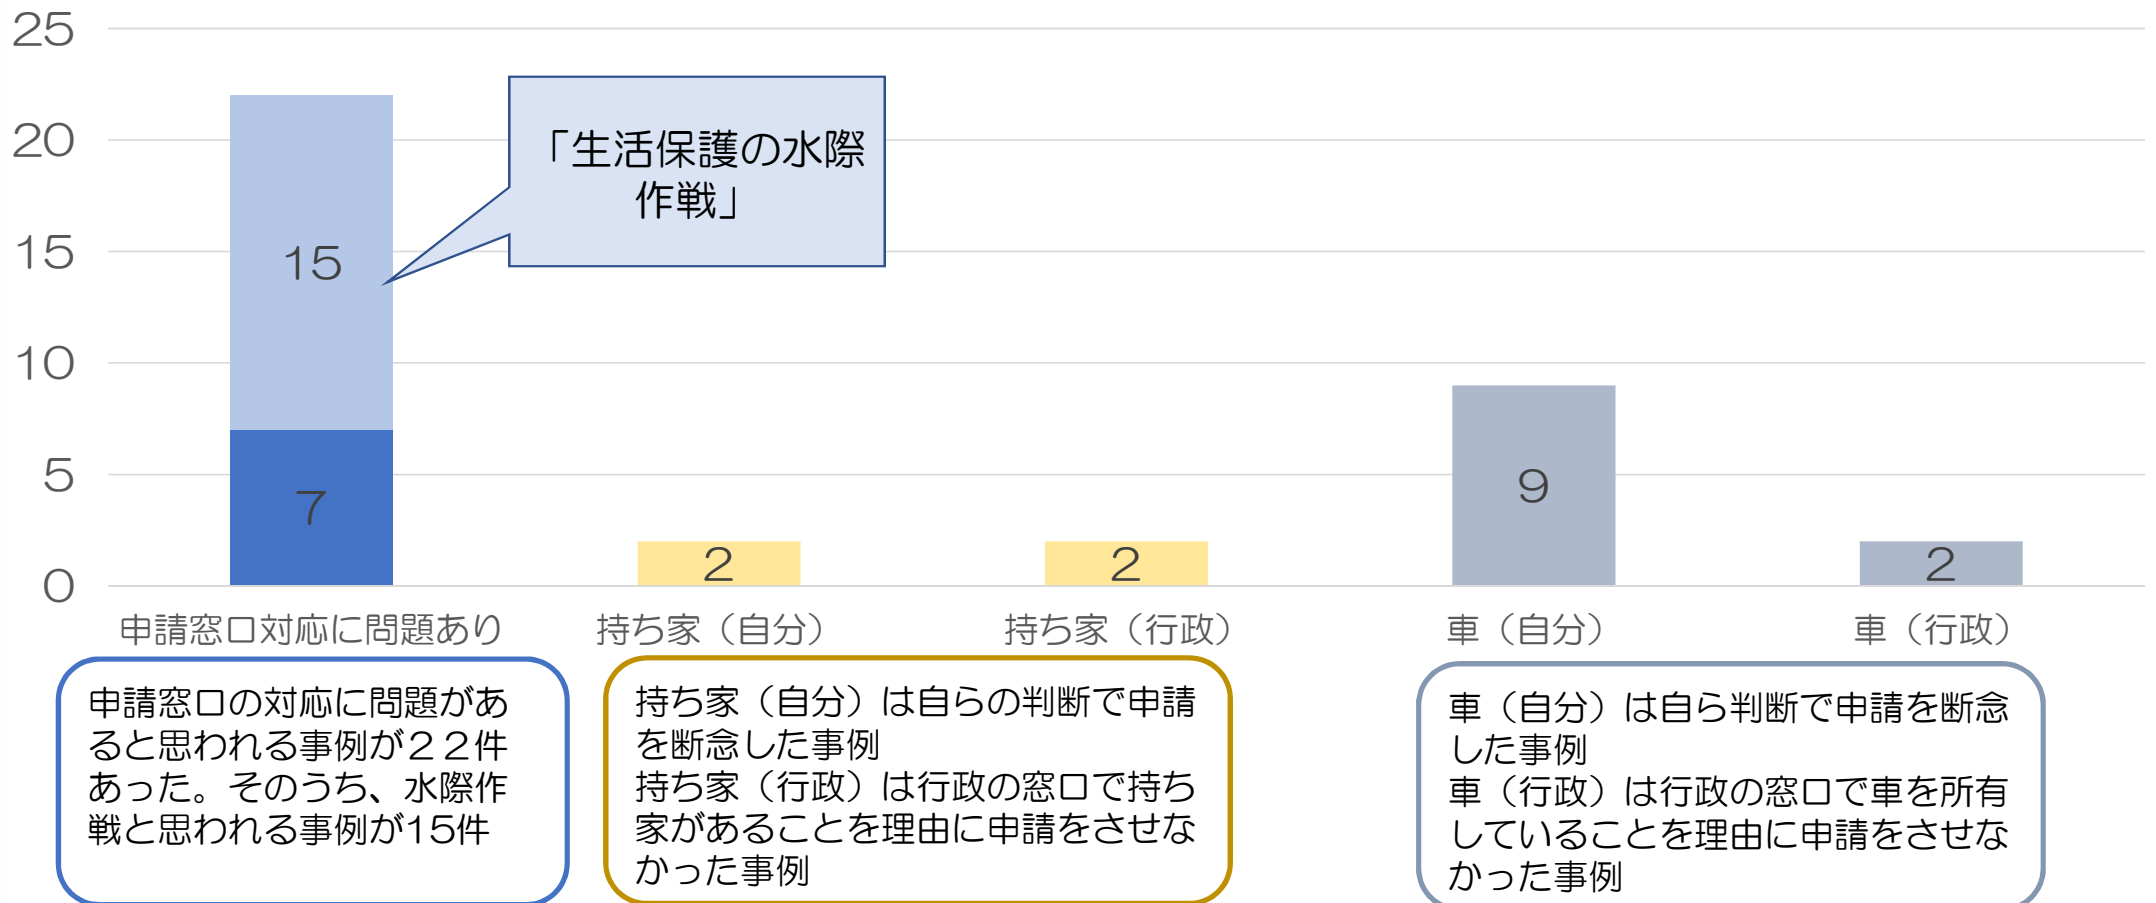 25
20
15
10
5
0
「生活保護の水際
作戦」
15
7
2
2
9
2
申請窓口対応に問題あり
持ち家（自分）
持ち家（行政）
車（自分）
車（行政）
申請窓口の対応に問題があ
ると思われる事例が２２件
あった。そのうち、水際作
戦と思われる事例が15件
持ち家（自分）は自らの判断で申請
を断念した事例
持ち家（行政）は行政の窓口で持ち
家があることを理由に申請をさせな
かった事例
車（自分）は自ら判断で申請を断念
した事例
車（行政）は行政の窓口で車を所有
していることを理由に申請をさせな
かった事例